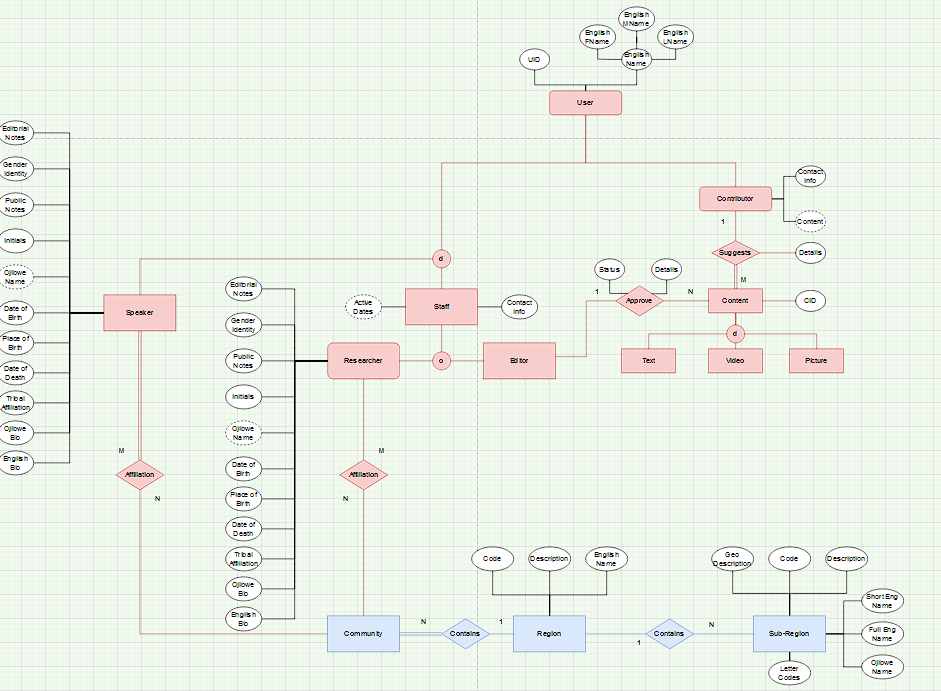 English
MName
English
FName
English
LName
UID
English
Name
User
Editorial
Notes
Gender
Identity
Public
Notes
Initials
Ojibwe
Name
Date of
Birth
Place of
Birth
Date of
Death
Tribal
Affiliation
Ojibwe
Bio
English
Bio
Speaker
M
Affiliation
N
d
Contributor
Contact
Info
Content
1
Suggests
Details
M
Active
Dates
Staff
Contact
Info
Status
Details
1
Approve
N
Content
CID
d
Text
Video
Picture
Editorial
Notes
Gender
Identity
Public
Notes
Initials
Ojibwe
Name
Date of
Birth
Place of
Birth
Date of
Death
Tribal
Affiliation
Ojibwe
Bio
English
Bio
Researcher
o
Editor
M
Affiliation
N
Community
N
Contains
1
Code
Description
English
Name
Region
1
Contains
N
Geo
Description
Code
Description
Sub-Region
Short Eng
Name
Full Eng
Name
Ojibwe
Name
Letter
Codes